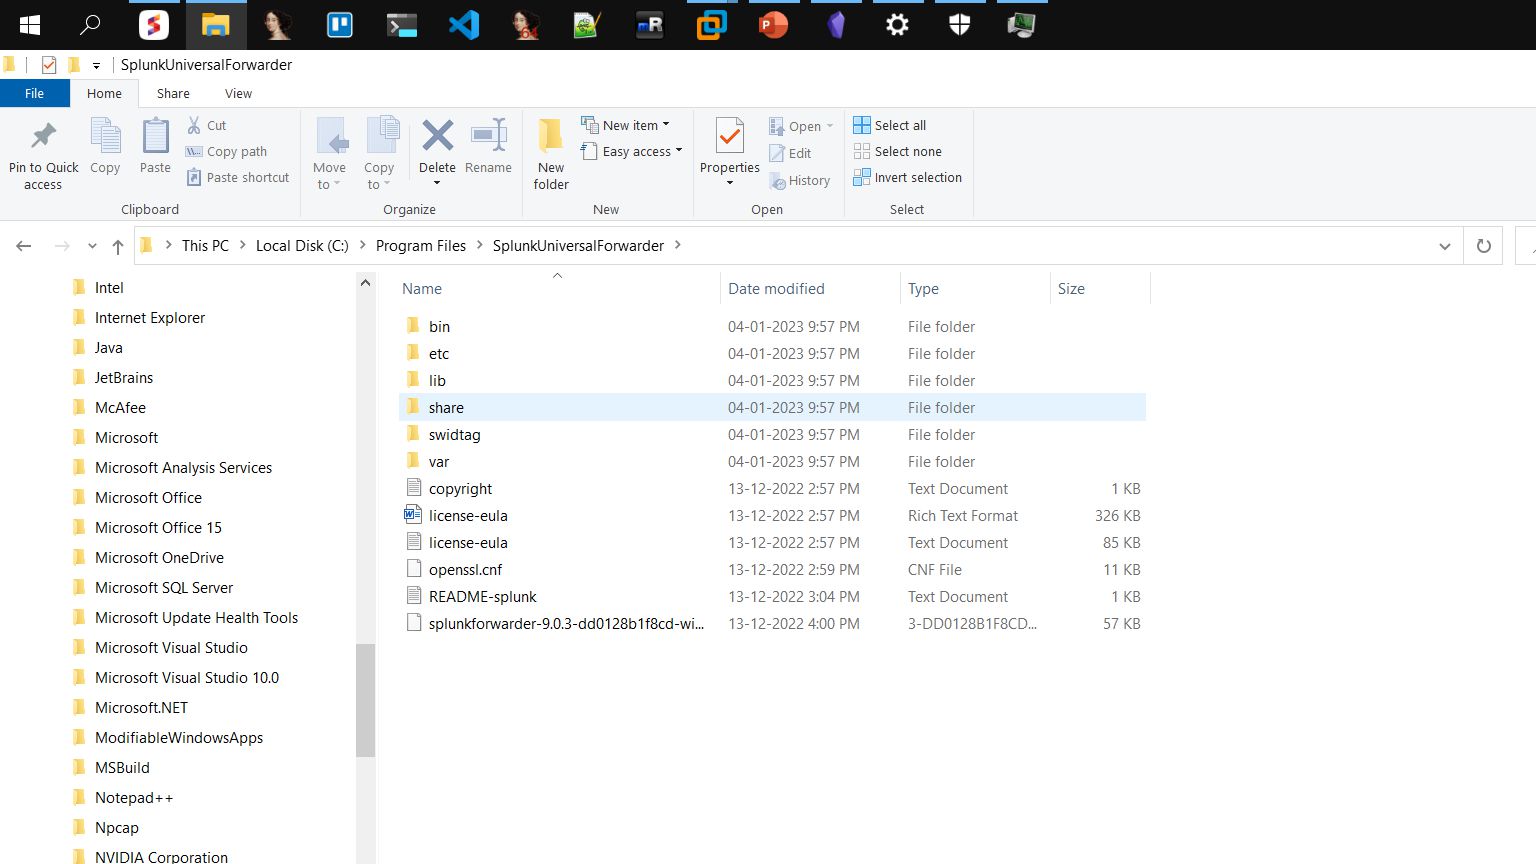 SplunkUniversalForwarder
File Home Share View
Pin to Quick access
Copy
Paste
Cut
Copy path
Paste shortcut
Clipboard
Move to
Copy to
Delete
Rename
Organize
New folder
New item
Easy access
New
Properties
Open
Edit
History
Open
Select all
Select none
Invert selection
Select
This PC Local Disk (C:) Program Files SplunkUniversalForwarder
Intel
Internet Explorer
Java
JetBrains
McAfee
Microsoft
Microsoft Analysis Services
Microsoft Office
Microsoft Office 15
Microsoft OneDrive
Microsoft SQL Server
Microsoft Update Health Tools
Microsoft Visual Studio
Microsoft Visual Studio 10.0
Microsoft.NET
ModifiableWindowsApps
MSBuild
Notepad++
Npcap
NVIDIA Corporation
Name Date modified Type Size
bin 04-01-2023 9:57 PM File folder
etc 04-01-2023 9:57 PM File folder
lib 04-01-2023 9:57 PM File folder
share 04-01-2023 9:57 PM File folder
swidtag 04-01-2023 9:57 PM File folder
var 04-01-2023 9:57 PM File folder
copyright 13-12-2022 2:57 PM Text Document 1 KB
license-eula 13-12-2022 2:57 PM Rich Text Format 326 KB
license-eula 13-12-2022 2:57 PM Text Document 85 KB
openssl.cnf 13-12-2022 2:59 PM CNF File 11 KB
README-splunk 13-12-2022 3:04 PM Text Document 1 KB
splunkforwarder-9.0.3-dd0128b1f8cd-wi... 13-12-2022 4:00 PM 3-DD0128B1F8CD... 57 KB